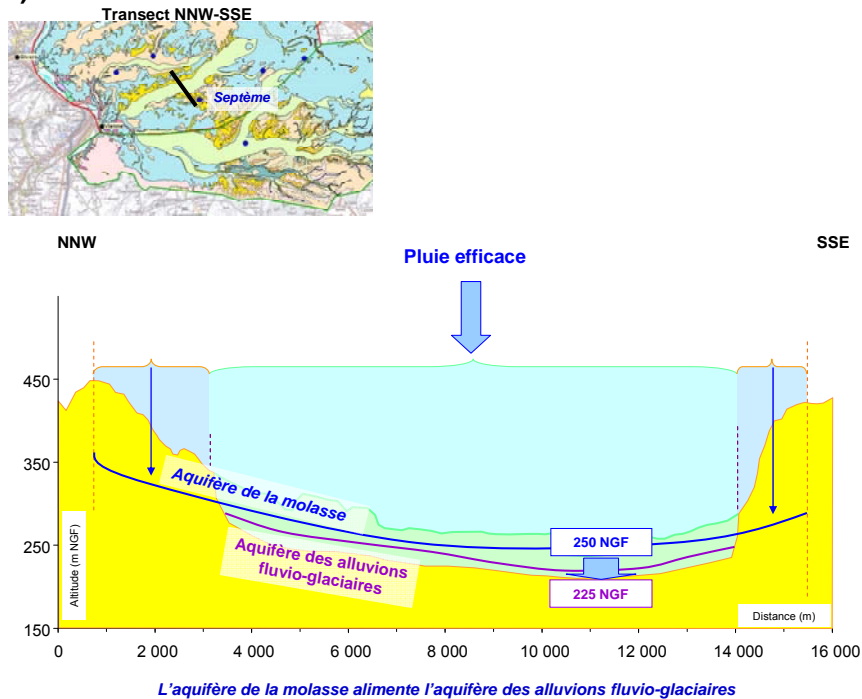 Transect NNW-SSE
Septème
NNW
SSE
Pluie efficace
450
350
250
150
Altitude (m NGF)
Aquifère de la molasse
Aquifère des alluvions
fluvio-glaciaires
250 NGF
225 NGF
Distance (m)
0
2 000
4 000
6 000
8 000
10 000
12 000
14 000
16 000
L'aquifère de la molasse alimente l'aquifère des alluvions fluvio-glaciaires